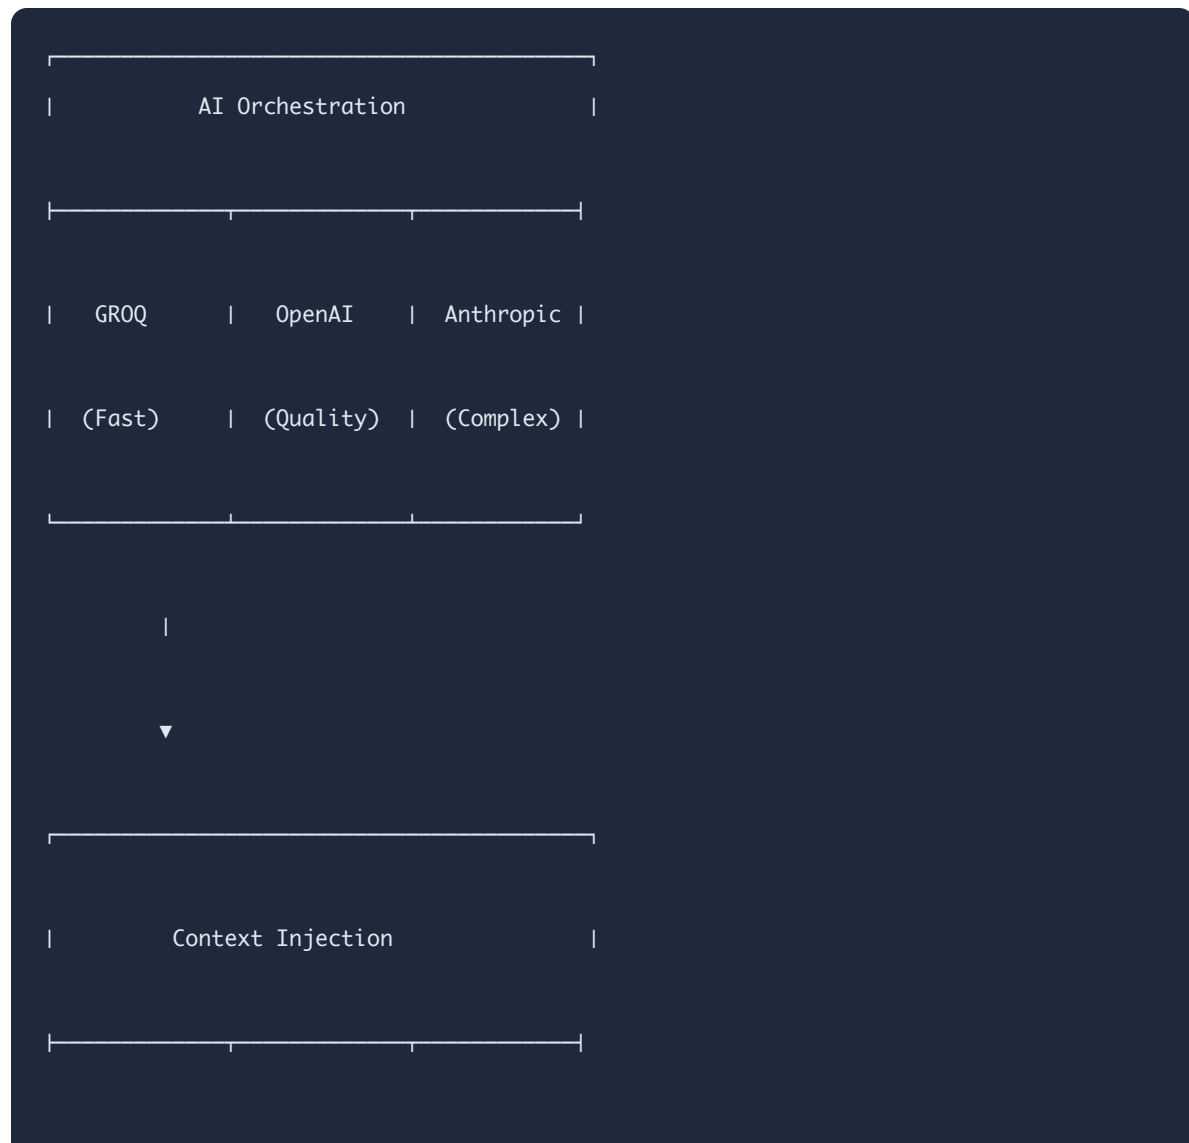 AI Orchestration
| GROQ | OpenAI | Anthropic |
| (Fast) | (Quality) | (Complex) |
|
▼
| Context Injection |